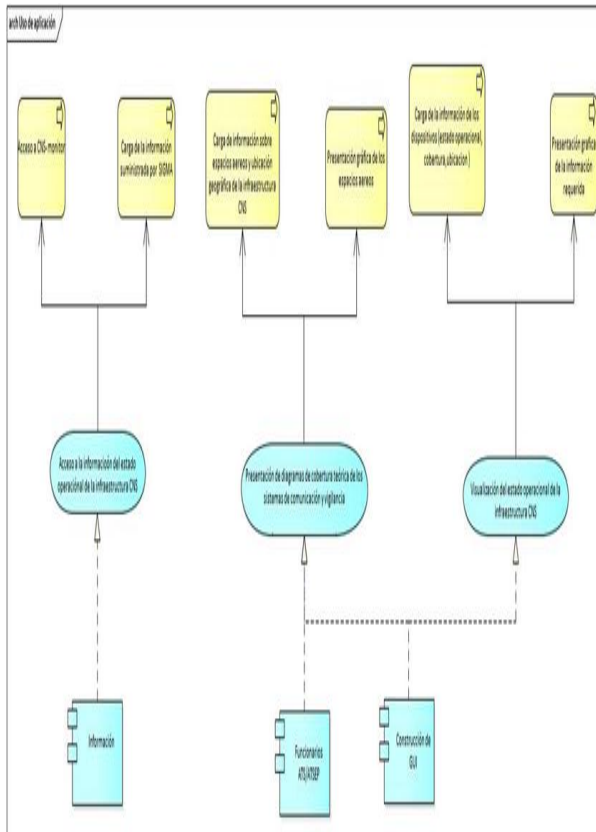 arch Uso de aplicación
Acceso a CNS- monitor
Carga de la información
suministrada por SIGMA
Carga de información sobre
espacios aereos y ubicación
geográfica de la infraestructura
CNS
Presentación gráfica de los
espacios aereos
Carga de la información de los
dispositivos (estado operacional,
cobertura, ubicacion )
Presentación grafica
de la información
requerida
Acceso a la información del estado
operacional de la infraestructura CNS
Presentación de diagramas de cobertura teórica de los
sistemas de comunicación y vigilancia
Visualización del estado operacional de la
infraestructura CNS
Información
Funcionarios
ATS/ATSEP
Construcción de
GUI